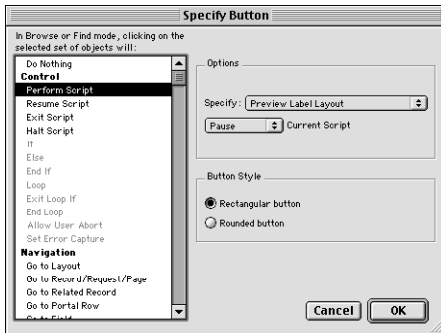 Specify Button
In Browse or Find mode, clicking on the
selected set of objects will:
Do Nothing
Control
Perform Script
Resume Script
Exit Script
Halt Script
If
Else
End If
Loop
Exit Loop If
End Loop
Allow User Abort
Set Error Capture
Navigation
Go to Layout
Go to Record/Request/Page
Go to Related Record
Go to Portal Row
Go to Field
Options
Specify: Preview Label Layout
Pause Current Script
Button Style
Rectangular button
Rounded button
Cancel OK